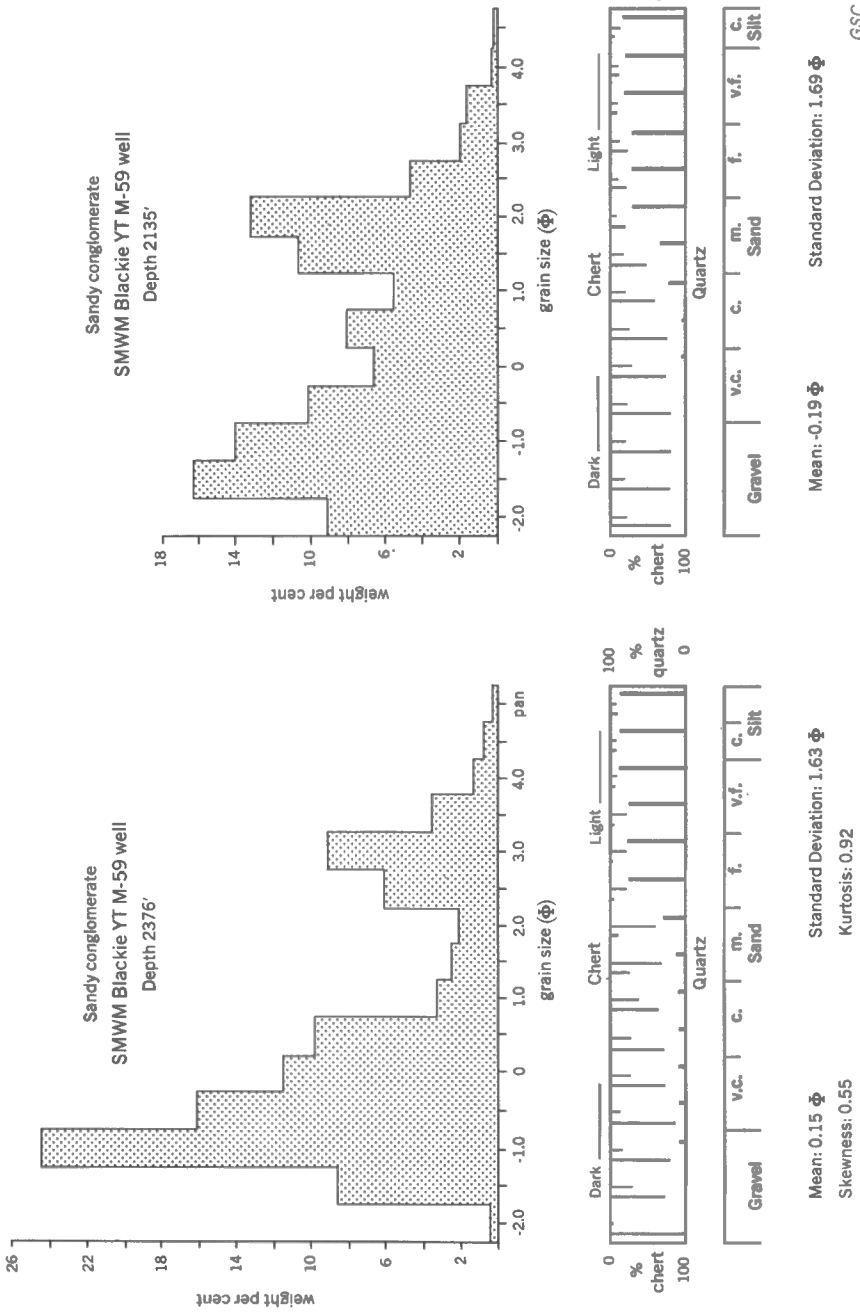 Sandy conglomerate
SMWM Blackie YT M-59 well
Depth 2376′
26
22
18
14
10
6
2
weight per cent
-2.0 -1.0 0 1.0 2.0 3.0 4.0 pan
grain size (Φ)
Dark Chert Light
0
%
chert
100
100
%
quartz
0
Quartz
Gravel v.c. c. m. f. v.f. c.
Sand Silt
Mean: 0.15 Φ Standard Deviation: 1.63 Φ
Skewness: 0.55 Kurtosis: 0.92
Sandy conglomerate
SMWM Blackie YT M-59 well
Depth 2135′
18
14
10
6
2
weight per cent
-2.0 -1.0 0 1.0 2.0 3.0 4.0
grain size (Φ)
Dark Chert Light
0
%
chert
100
Quartz
Gravel v.c. c. m. f. v.f. c.
Sand Silt
Mean: -0.19 Φ Standard Deviation: 1.69 Φ
GSC